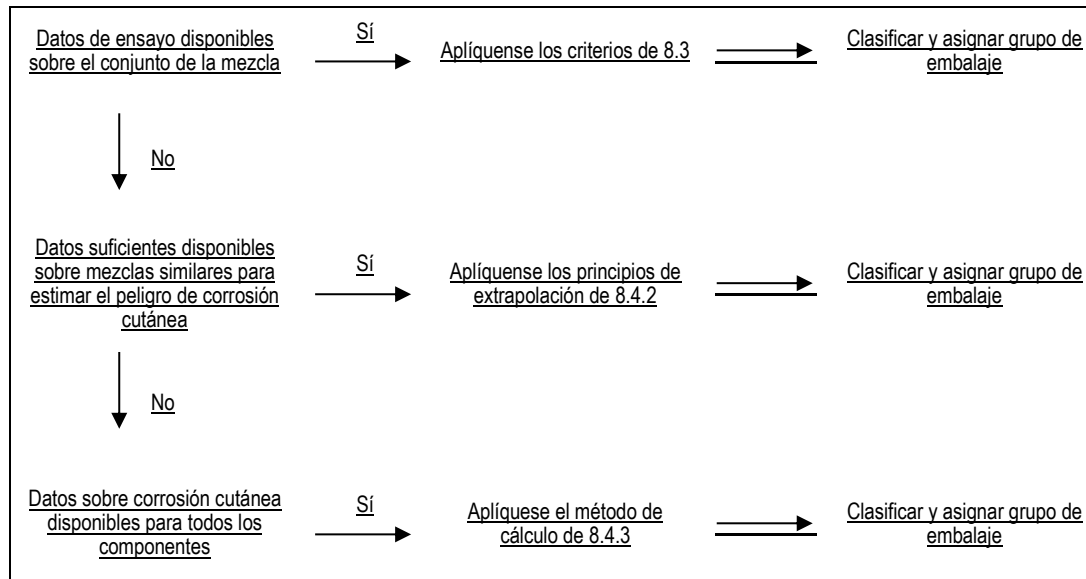 Datos de ensayo disponibles
sobre el conjunto de la mezcla
Sí
Aplíquense los criterios de 8.3
Clasificar y asignar grupo de
embalaje
No
Datos suficientes disponibles
sobre mezclas similares para
estimar el peligro de corrosión
cutánea
Sí
Aplíquense los principios de
extrapolación de 8.4.2
Clasificar y asignar grupo de
embalaje
No
Datos sobre corrosión cutánea
disponibles para todos los
componentes
Sí
Aplíquese el método de
cálculo de 8.4.3
Clasificar y asignar grupo de
embalaje